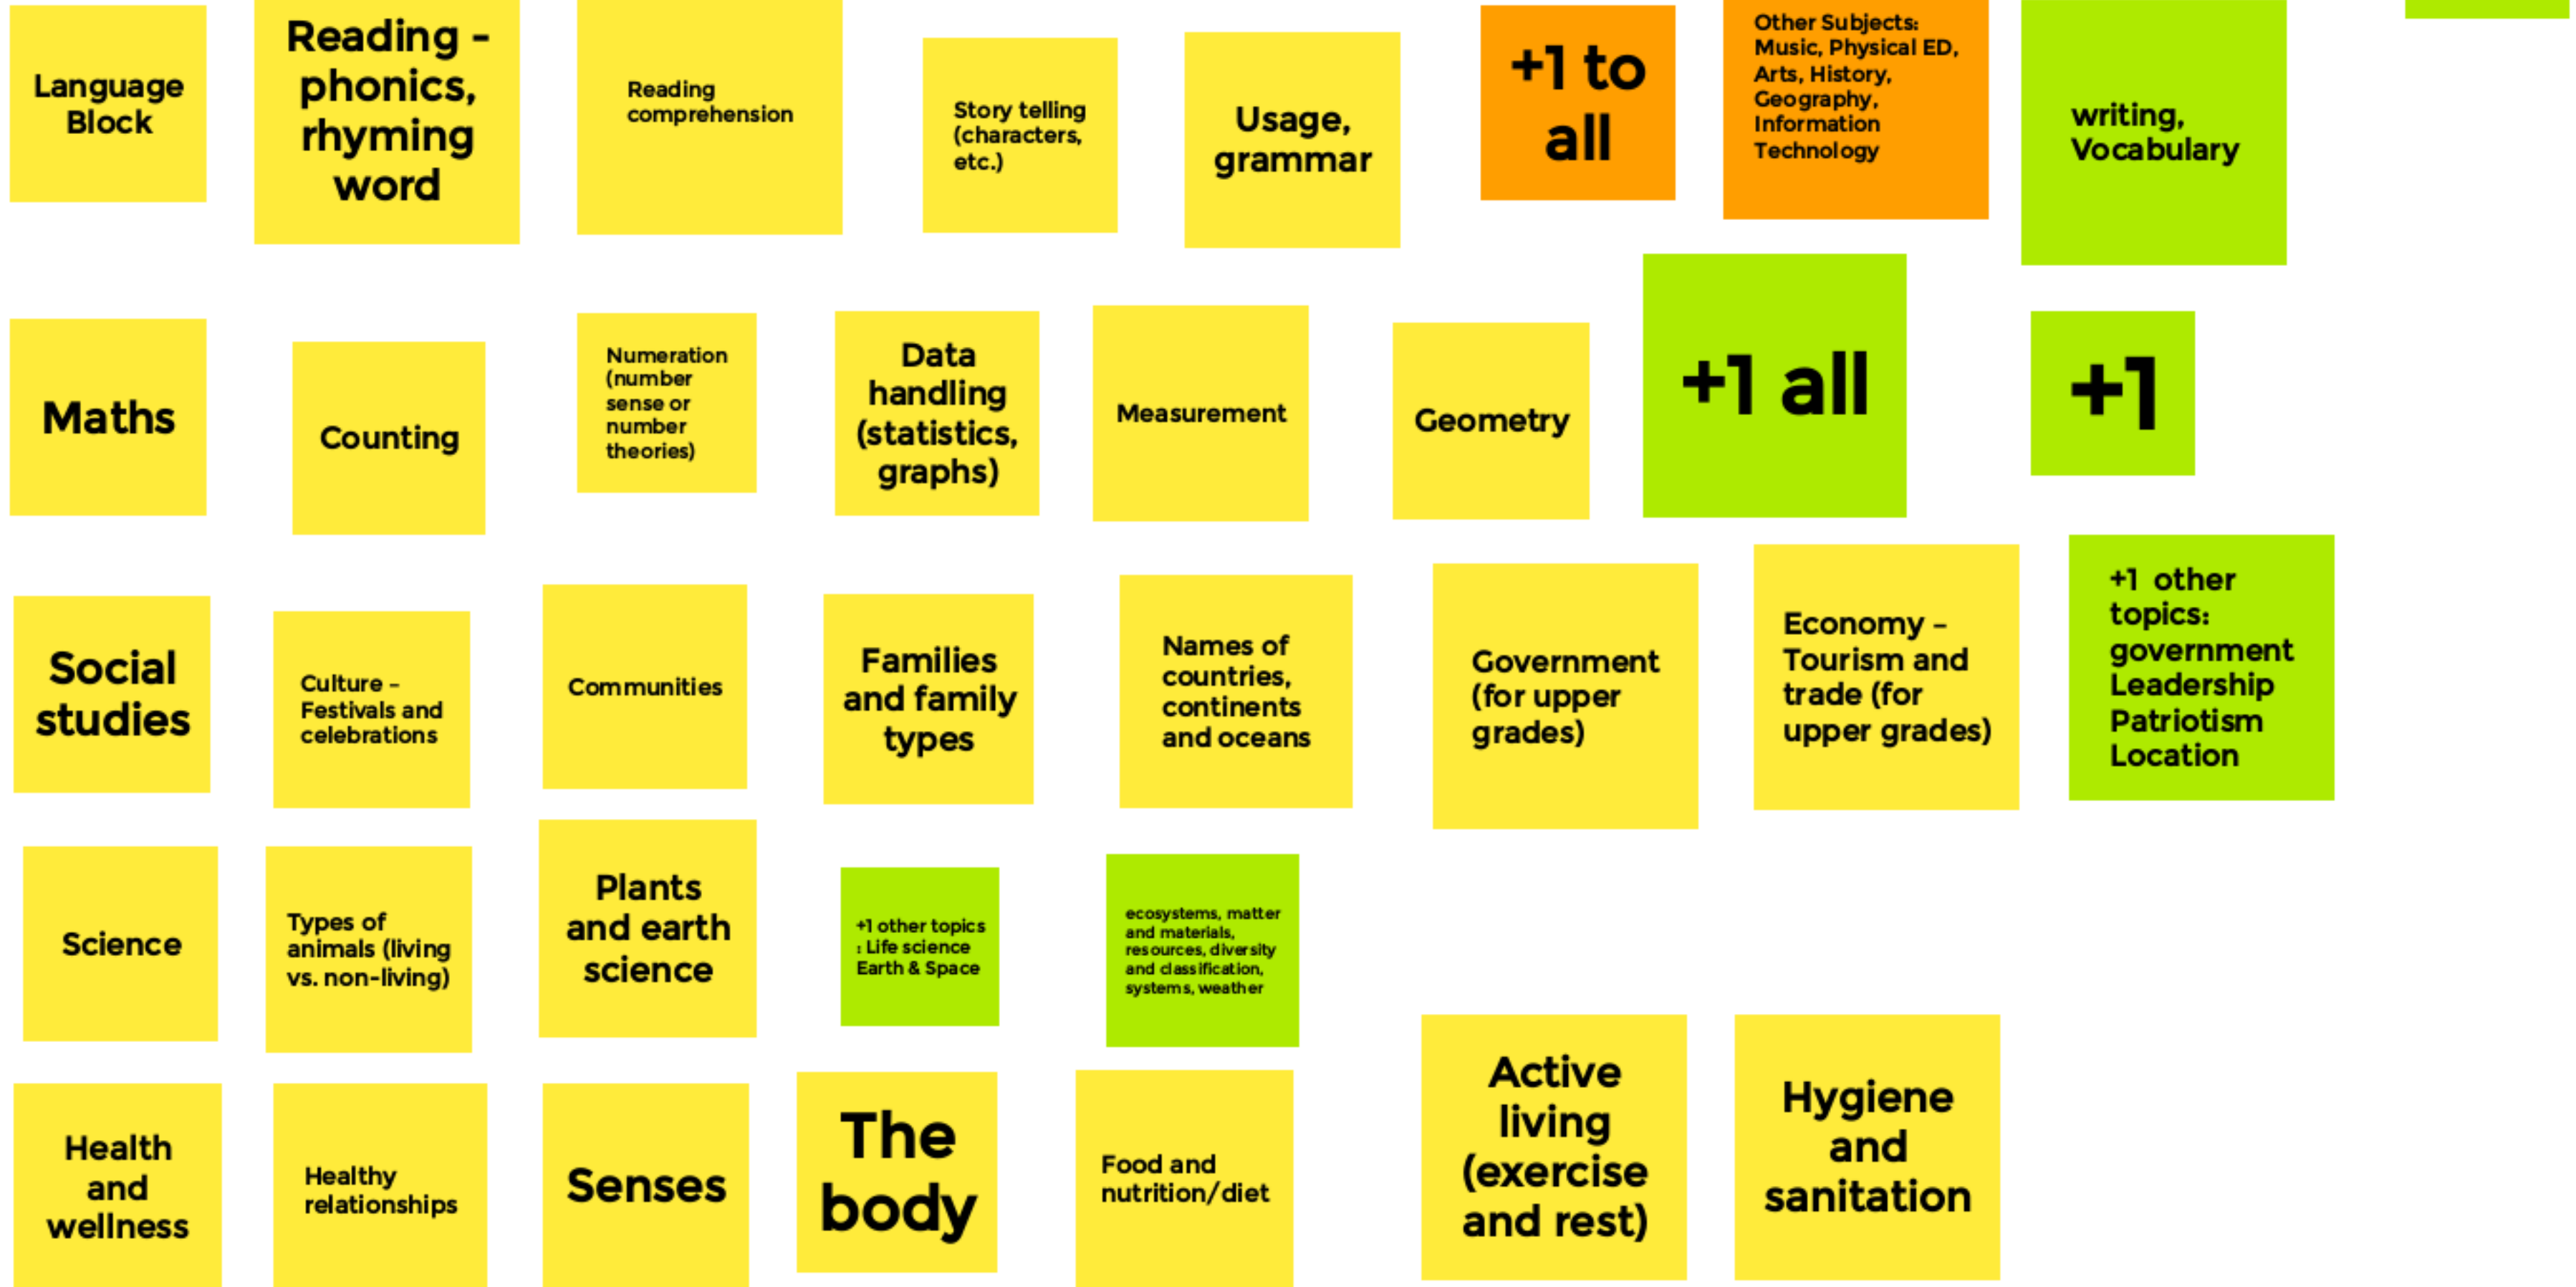 Language
Block
Reading -
phonics,
rhyming
word
Reading
comprehension
Story telling
(characters,
etc.)
Usage,
grammar
+1 to
all
Other Subjects:
Music, Physical ED,
Arts, History,
Geography,
Information
Technology
writing,
Vocabulary
Maths
Counting
Numeration
(number
sense or
number
theories)
Data
handling
(statistics,
graphs)
Measurement
Geometry
+1 all
+1
Social
studies
Culture –
Festivals and
celebrations
Communities
Families
and family
types
Names of
countries,
continents
and oceans
Government
(for upper
grades)
Economy –
Tourism and
trade (for
upper grades)
+1 other
topics:
government
Leadership
Patriotism
Location
Science
Types of
animals (living
vs. non-living)
Plants
and earth
science
+1 other topics
: Life science
Earth & Space
ecosystems, matter
and materials,
resources, diversity
and classification,
systems, weather
Health
and
wellness
Healthy
relationships
Senses
The
body
Food and
nutrition/diet
Active
living
(exercise
and rest)
Hygiene
and
sanitation